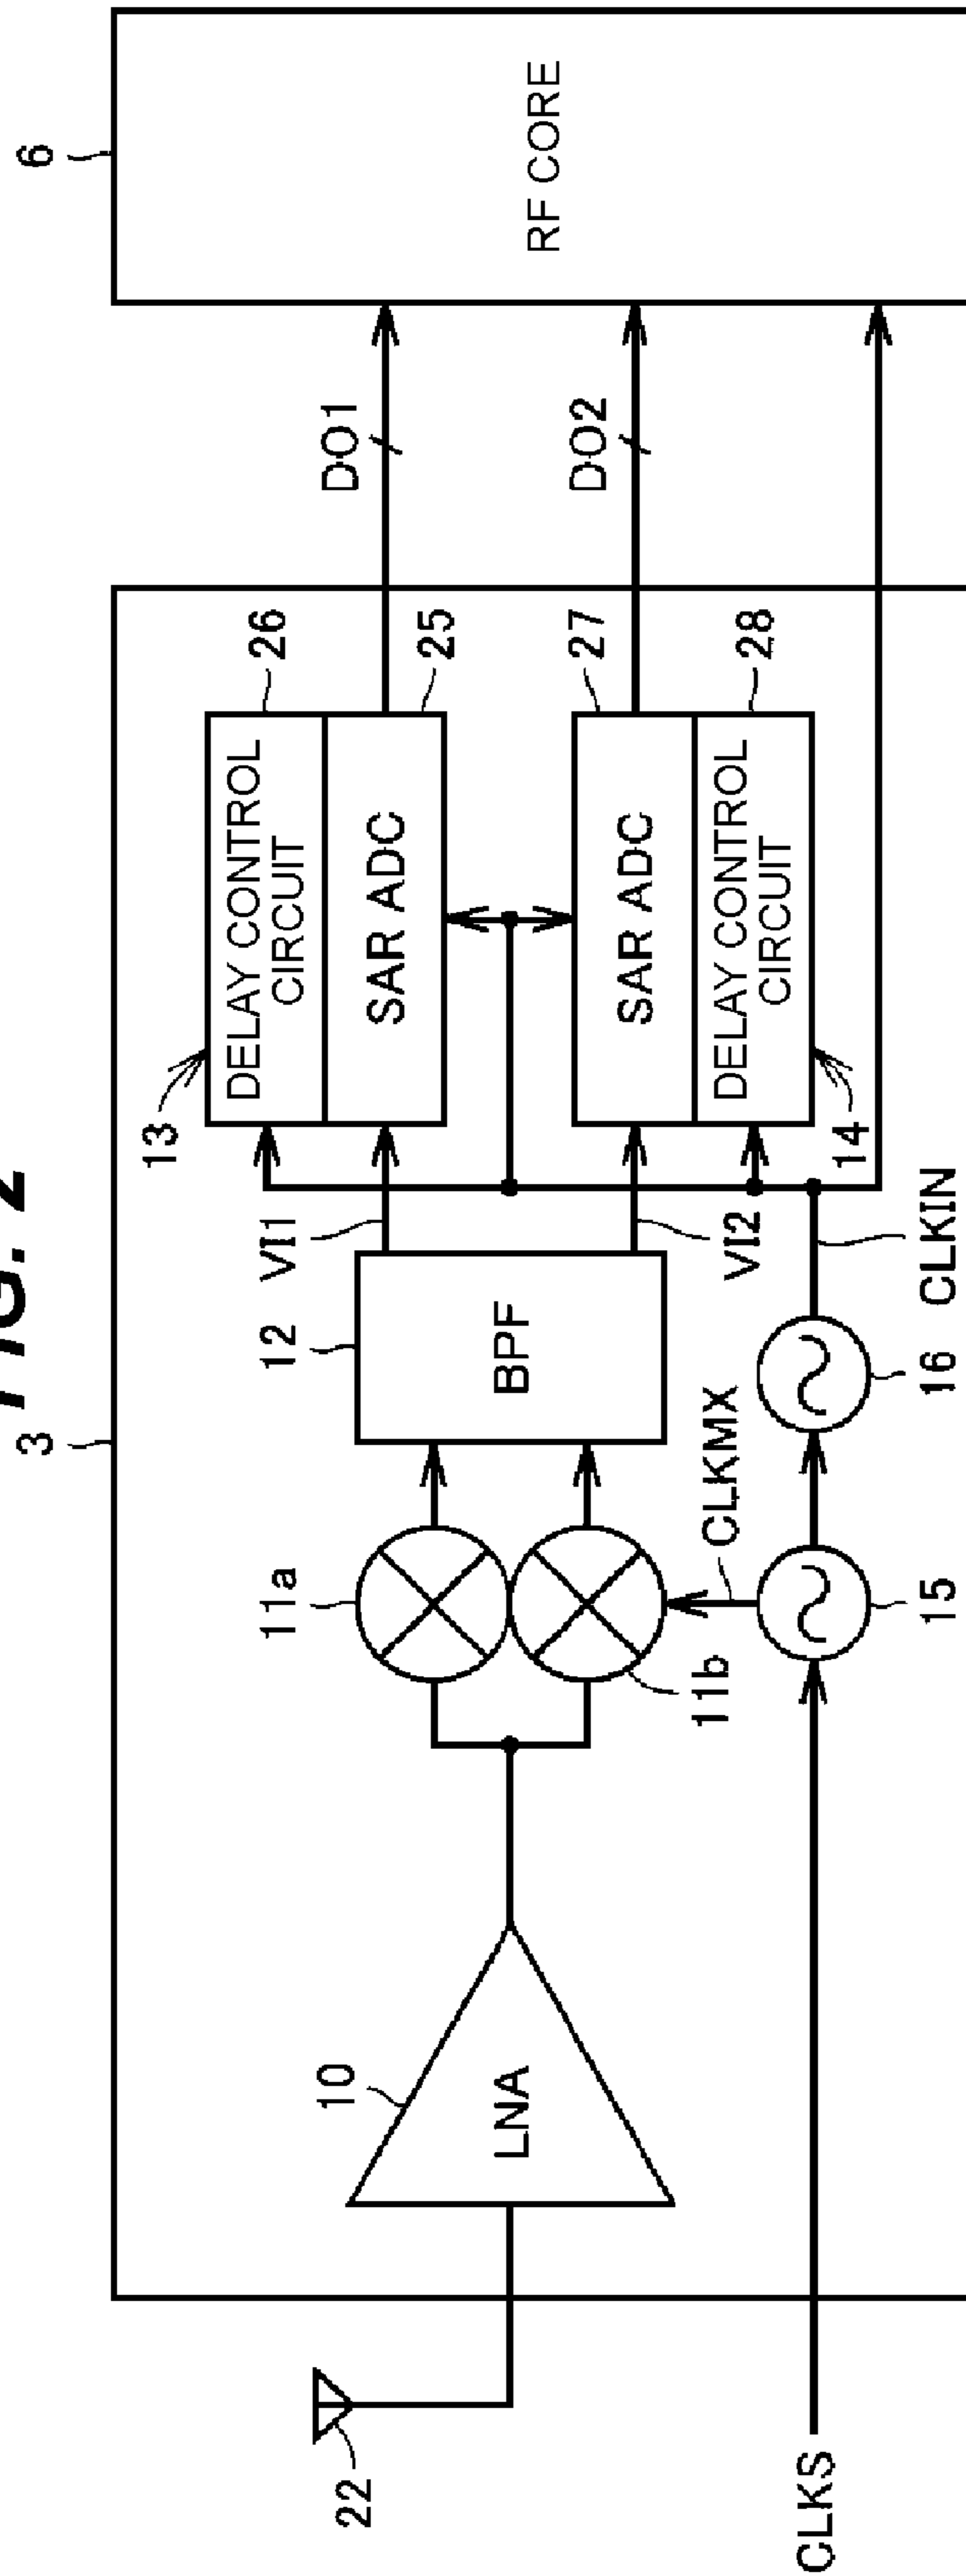 FIG. 2
3
6
13
26
DELAY CONTROL
CIRCUIT
SAR ADC
25
DO1
RF CORE
22
10
LNA
11a
11b
12
BPF
VI1
VI2
27
SAR ADC
DELAY CONTROL
CIRCUIT
28
14
DO2
CLKMX
CLKS
15
16
CLKIN